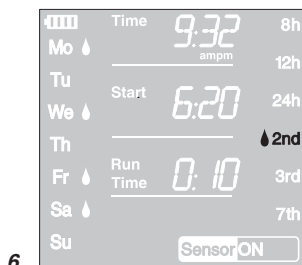 Time 9:32 8h
Mo ampm 12h
Tu
Start 6:20 24h
We
Th 2nd
Run
Fr Time 0:10 3rd
Sa 7th
Su Sensor ON
6